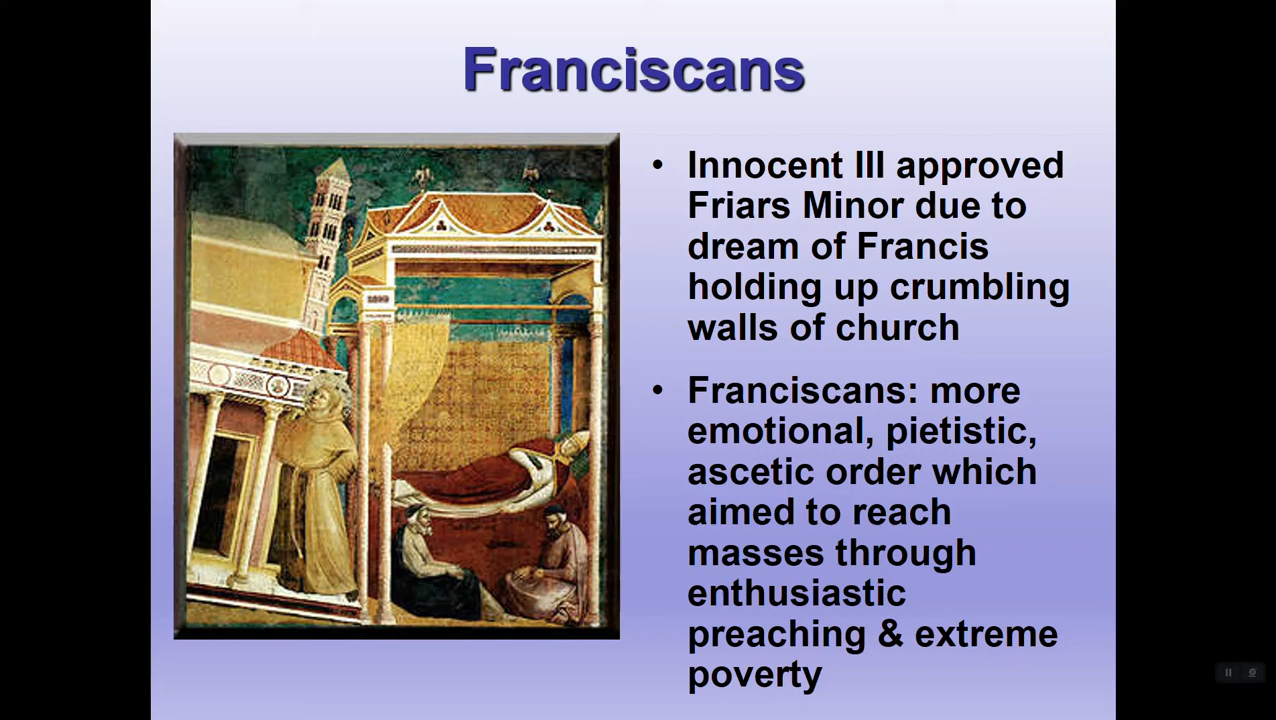 Franciscans
• Innocent III approved
Friars Minor due to
dream of Francis
holding up crumbling
walls of church
• Franciscans: more
emotional, pietistic,
ascetic order which
aimed to reach
masses through
enthusiastic
preaching & extreme
poverty